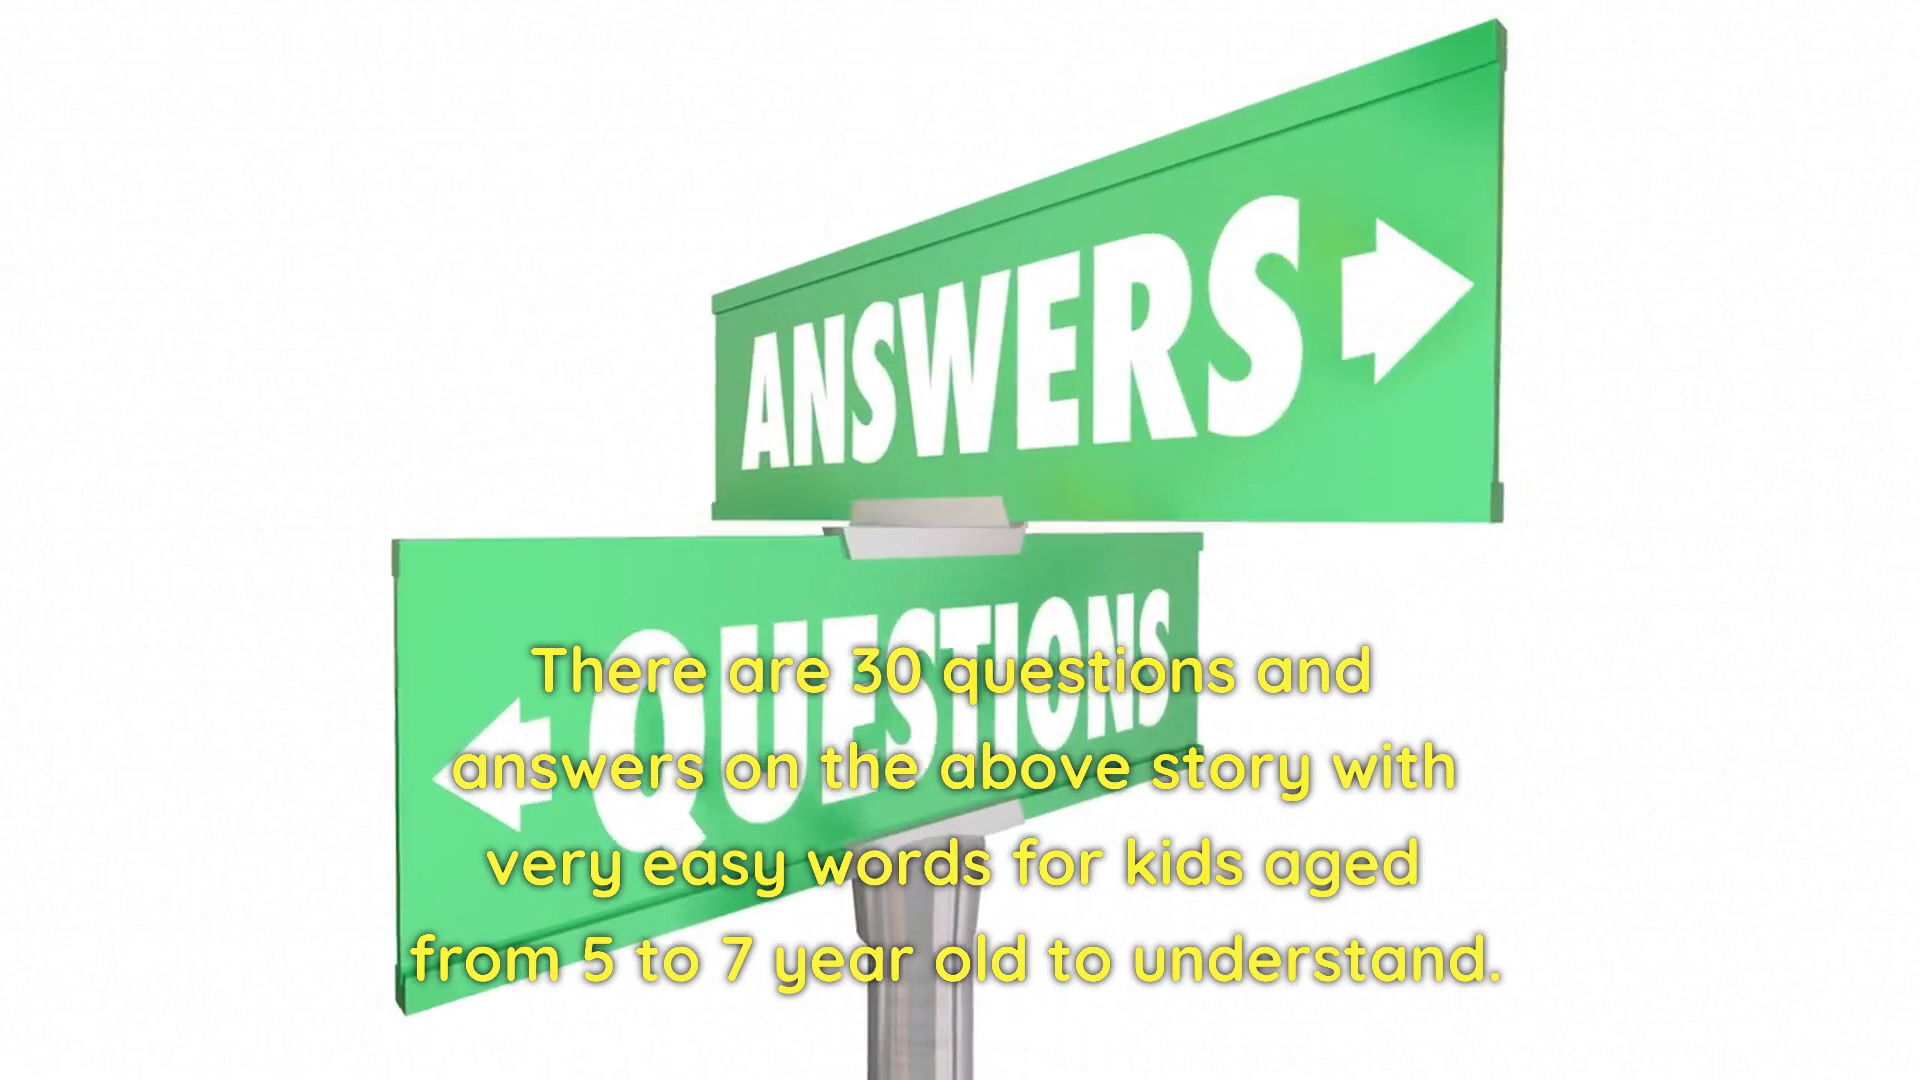 ANSWERS
QUESTIONS
There are 30 questions and
answers on the above story with
very easy words for kids aged
from 5 to 7 year old to understand.